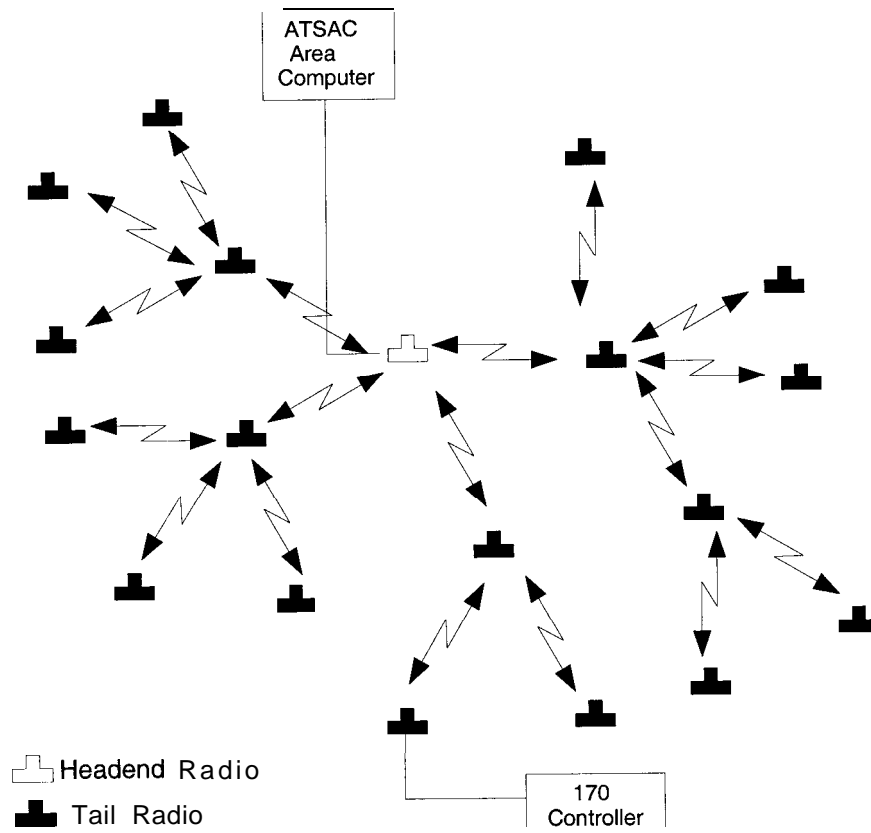 ATSAC
Area
Computer
Headend Radio
Tail Radio
170
Controller